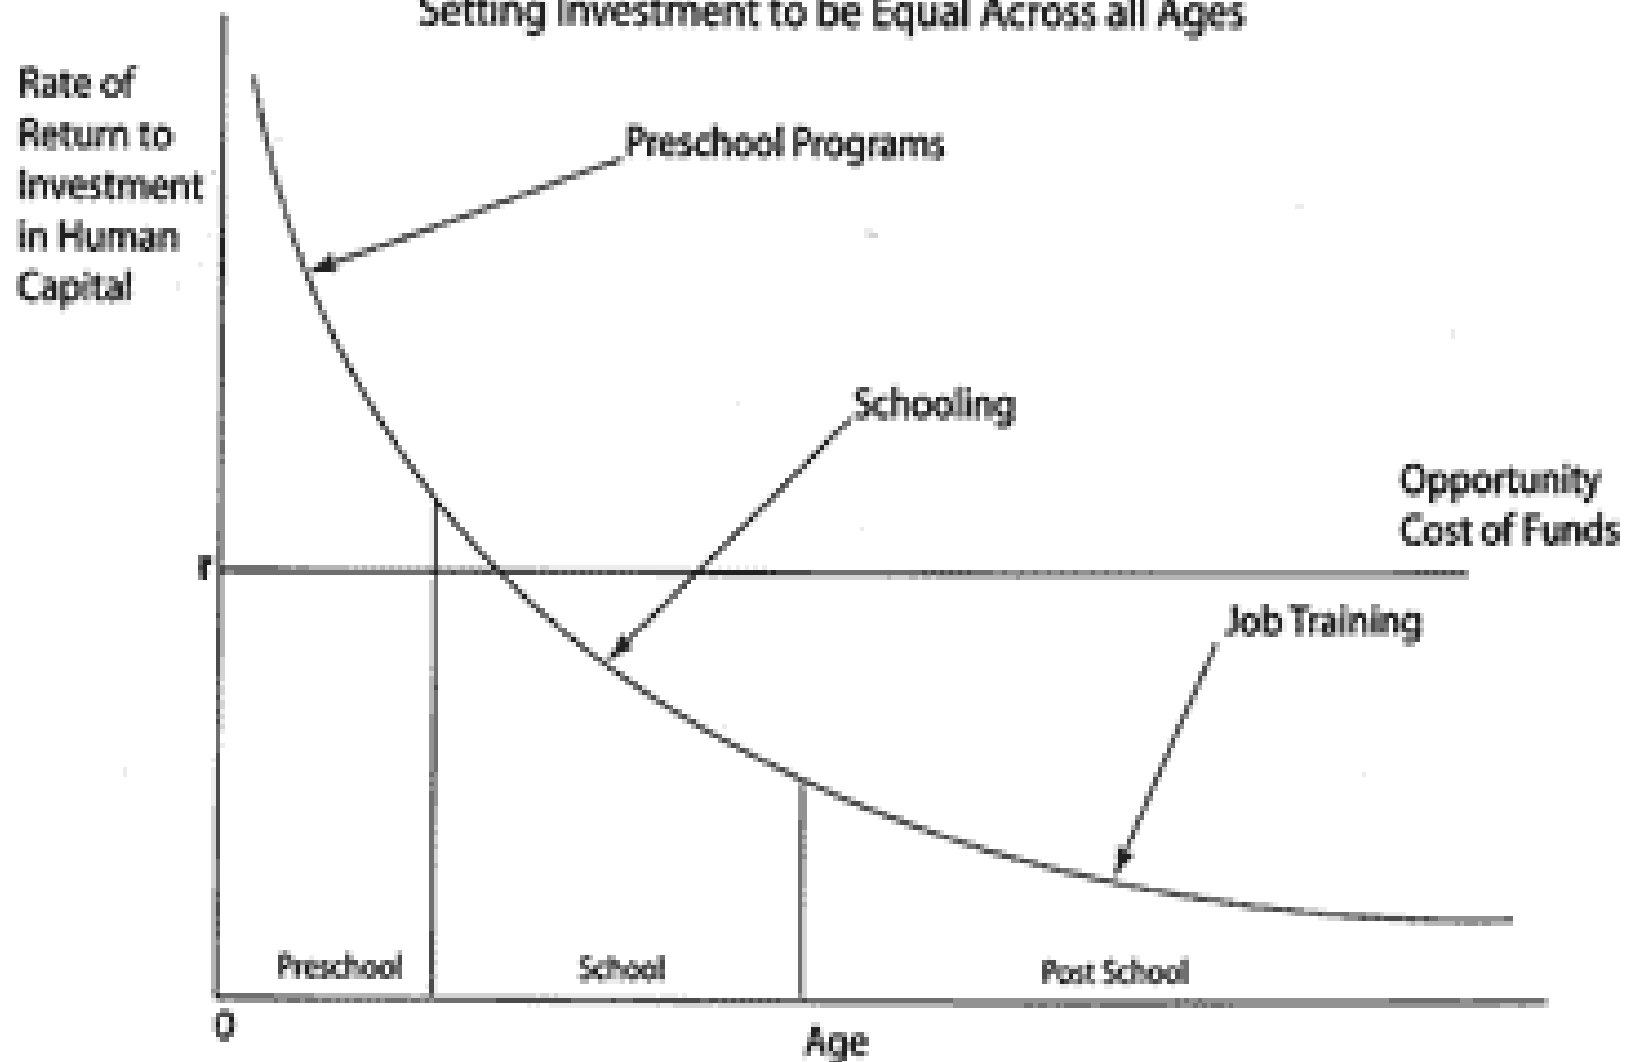 Setting Investment to be Equal Across all Ages
Rate of
Return to
Investment
in Human
Capital
Preschool Programs
Schooling
Opportunity
Cost of Funds
r
Job Training
Preschool
School
Post School
0
Age